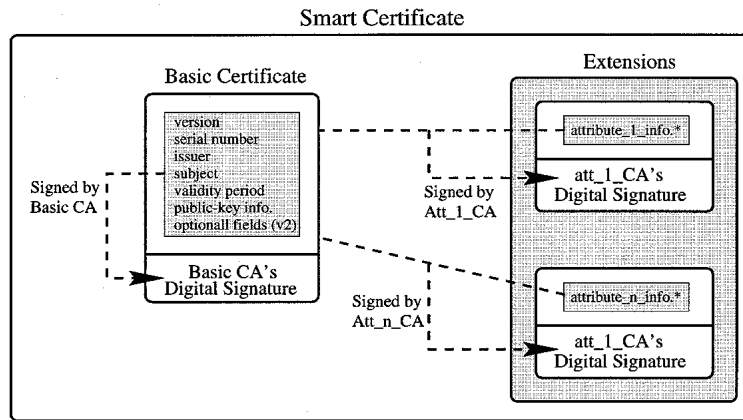 Smart Certificate
Basic Certificate
version
serial number
issuer
subject
validity period
public-key info.
optionall fields (v2)
Basic CA's
Digital Signature
Signed by
Basic CA
Extensions
attribute_1_info.*
att_1_CA's
Digital Signature
Signed by
Att_1_CA
attribute_n_info.*
att_1_CA's
Digital Signature
Signed by
Att_n_CA